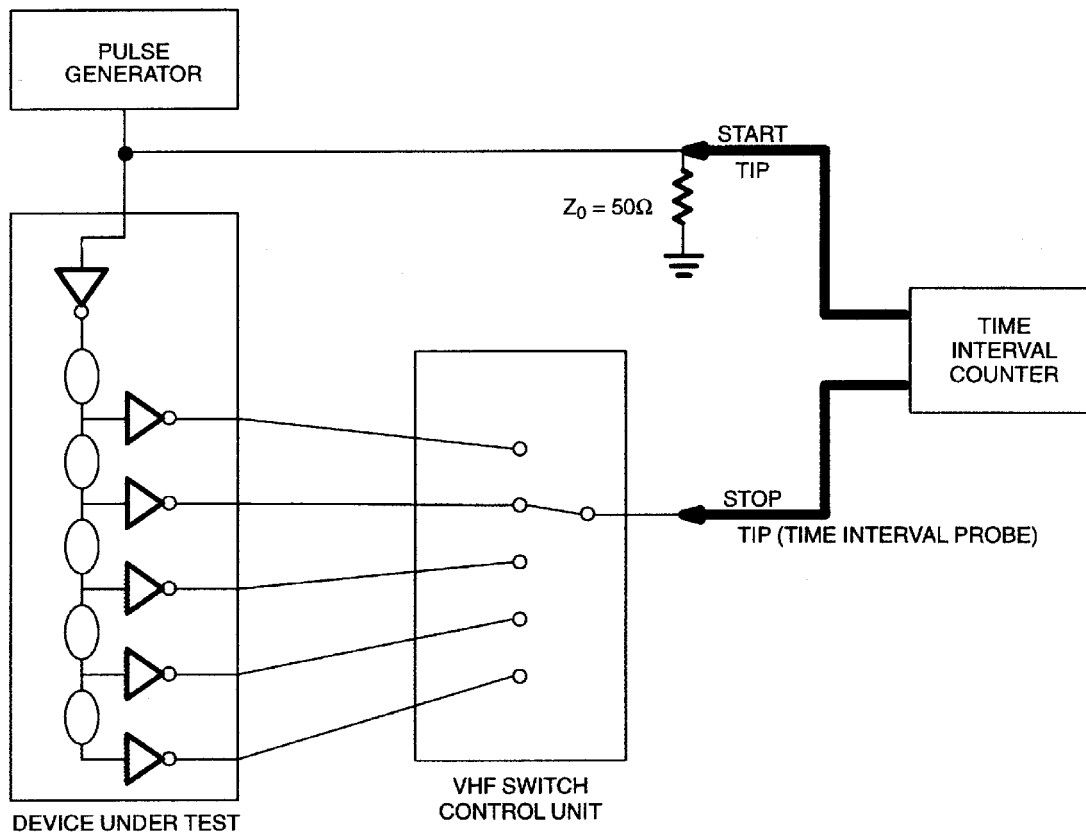 PULSE
GENERATOR
START
TIP
Z0 = 50Ω
TIME
INTERVAL
COUNTER
STOP
TIP (TIME INTERVAL PROBE)
VHF SWITCH
CONTROL UNIT
DEVICE UNDER TEST